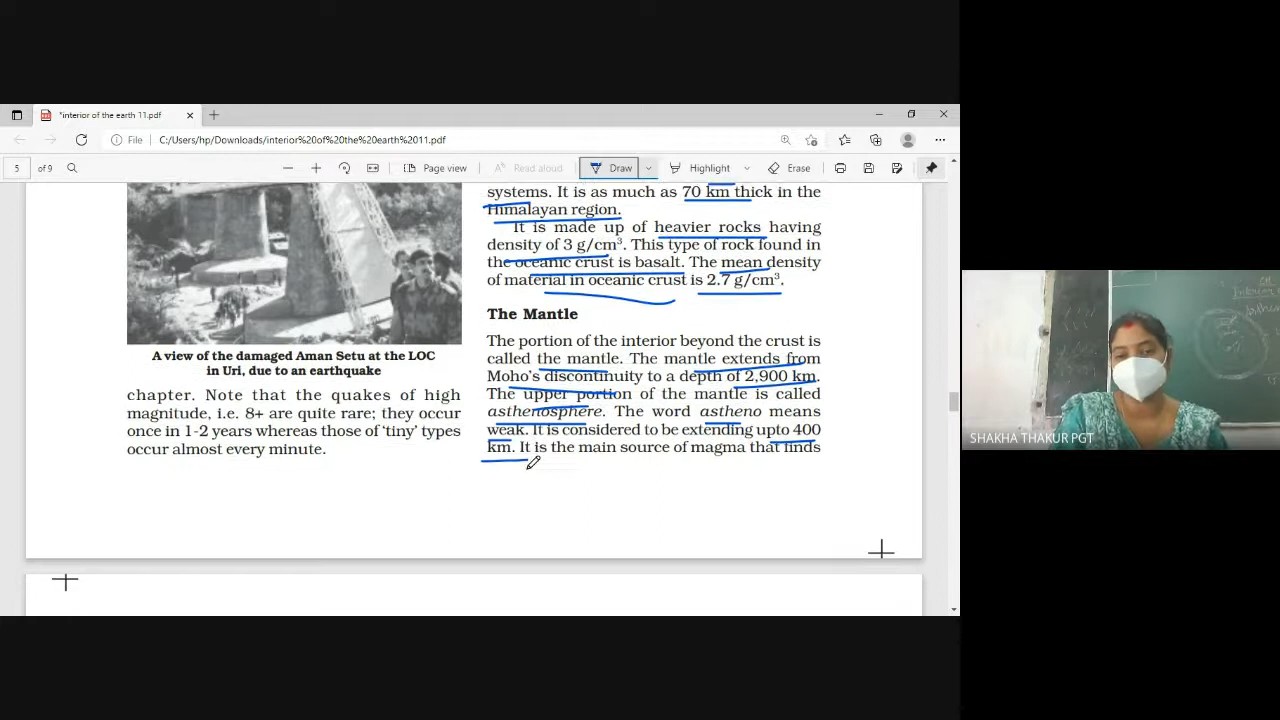 *interior of the earth 11.pdf
File
C:/Users/hp/Downloads/interior%20of%20the%20earth%2011.pdf
5 of 9
Page view
Read aloud
Draw
Highlight
Erase
A view of the damaged Aman Setu at the LOC
in Uri, due to an earthquake
chapter. Note that the quakes of high
magnitude, i.e. 8+ are quite rare; they occur
once in 1-2 years whereas those of 'tiny' types
occur almost every minute.
systems. It is as much as 70 km thick in the
Himalayan region.
It is made up of heavier rocks having
density of 3 g/cm³. This type of rock found in
the oceanic crust is basalt. The mean density
of material in oceanic crust is 2.7 g/cm³.
The Mantle
The portion of the interior beyond the crust is
called the mantle. The mantle extends from
Moho's discontinuity to a depth of 2,900 km.
The upper portion of the mantle is called
asthenosphere. The word astheno means
weak. It is considered to be extending upto 400
km. It is the main source of magma that finds
SHAKHA THAKUR PGT